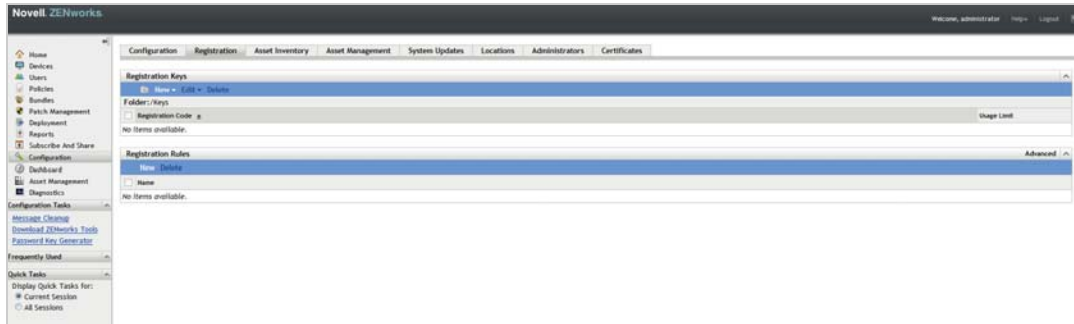 Novell ZENworks
Welcome, administrator Help Logout
Home
Devices
Users
Policies
Bundles
Patch Management
Deployment
Reports
Subscribe And Share
Configuration
Dashboard
Asset Management
Diagnostics
Configuration Tasks
Message Cleanup
Download ZENworks Tools
Password Key Generator
Frequently Used
Quick Tasks
Display Quick Tasks for:
Current Session
All Sessions
Configuration Registration Asset Inventory Asset Management System Updates Locations Administrators Certificates
Registration Keys
New Edit Delete
Folder:/Keys
Registration Code Usage Limit
No items available.
Registration Rules Advanced
New Delete
Name
No items available.